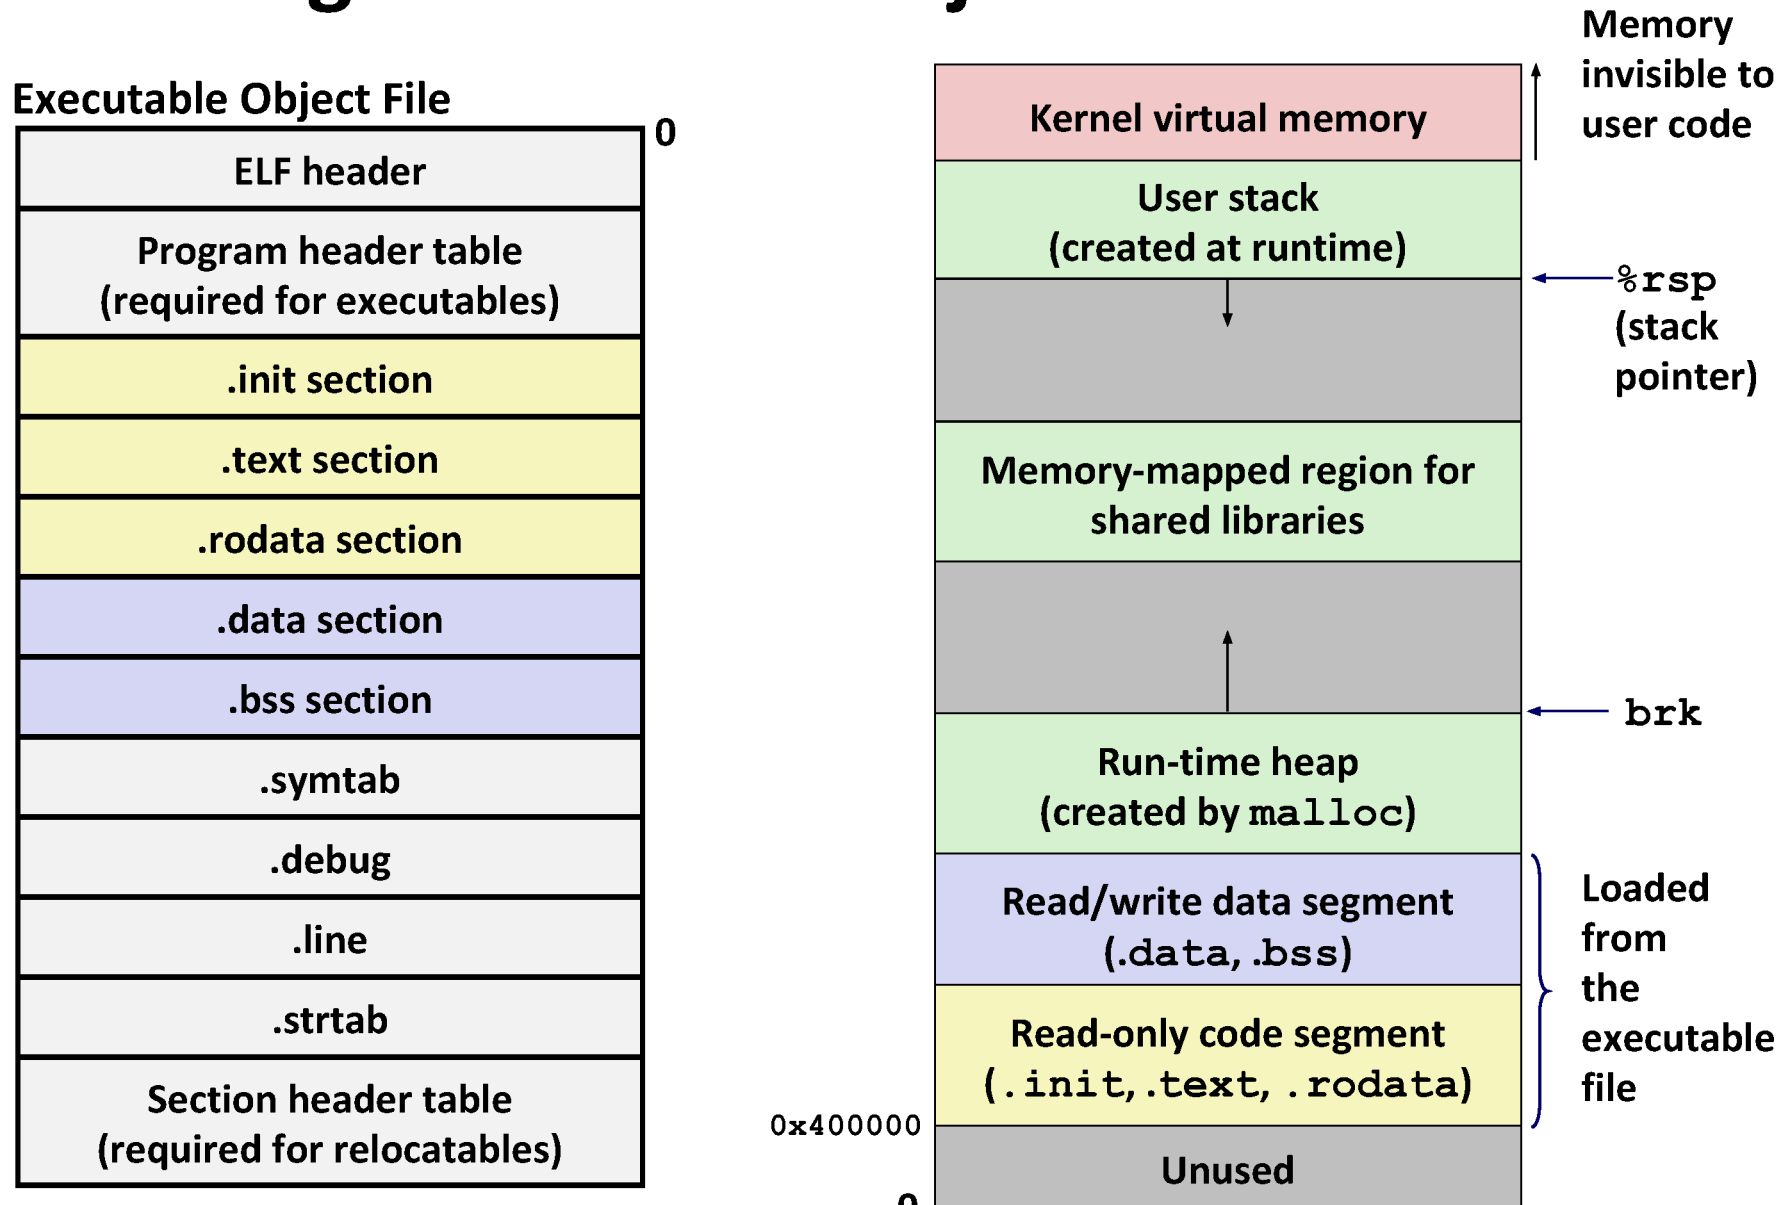 Executable Object File
0
ELF header
Program header table
(required for executables)
.init section
.text section
.rodata section
.data section
.bss section
.symtab
.debug
.line
.strtab
Section header table
(required for relocatables)
Kernel virtual memory
Memory
invisible to
user code
User stack
(created at runtime)
%rsp
(stack
pointer)
Memory-mapped region for
shared libraries
brk
Run-time heap
(created by malloc)
Read/write data segment
(.data, .bss)
Read-only code segment
(.init, .text, .rodata)
Loaded
from
the
executable
file
0x400000
Unused
0